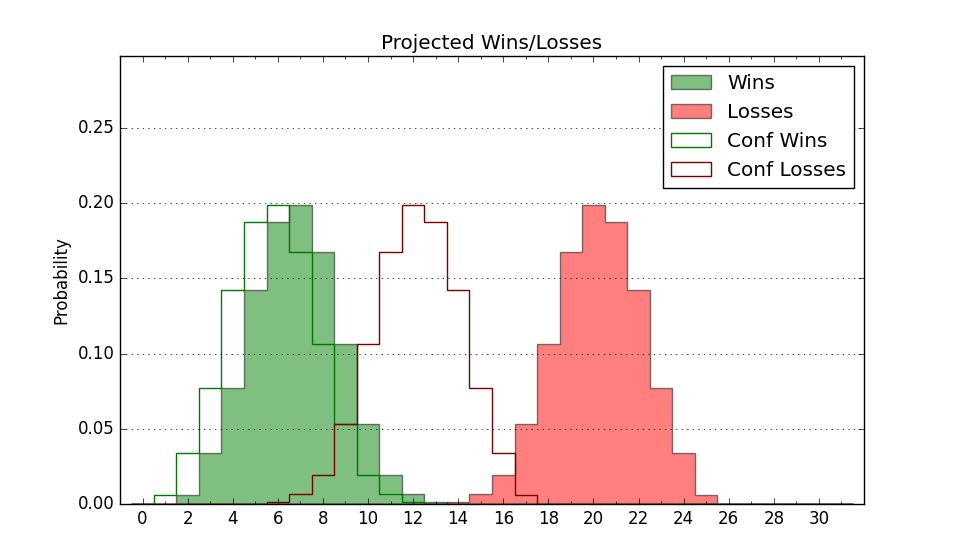 Projected Wins/Losses
Wins
Losses
Conf Wins
Conf Losses
Probability
0.25
0.20
0.15
0.10
0.05
0.00
0 2 4 6 8 10 12 14 16 18 20 22 24 26 28 30